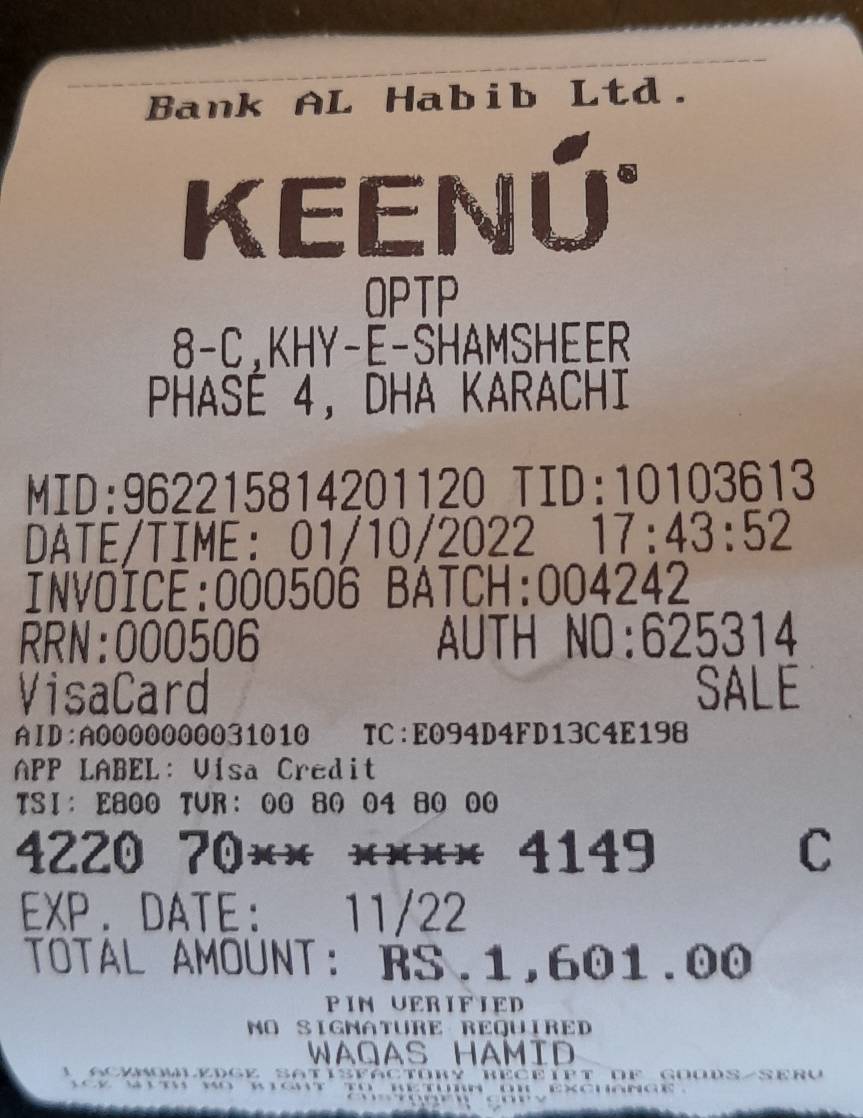 Bank AL Habib Ltd.
KEENÚ®
OPTP
8-C,KHY-E-SHAMSHEER
PHASE 4, DHA KARACHI
MID:962215814201120 TID:10103613
DATE/TIME: 01/10/2022 17:43:52
INVOICE:000506 BATCH:004242
RRN:000506 AUTH NO:625314
VisaCard SALE
AID:A0000000031010 TC:E094D4FD13C4E198
APP LABEL: Visa Credit
TSI: E800 TVR: 00 80 04 80 00
4220 70** **** 4149 C
EXP. DATE: 11/22
TOTAL AMOUNT: RS.1,601.00
PIN VERIFIED
NO SIGNATURE REQUIRED
WAQAS HAMID
I ACKNOWLEDGE SATISFACTORY RECEIPT OF GOODS/SERV
ICE WITH NO RIGHT TO RETURN OR EXCHANGE.
CUSTOMER COPY